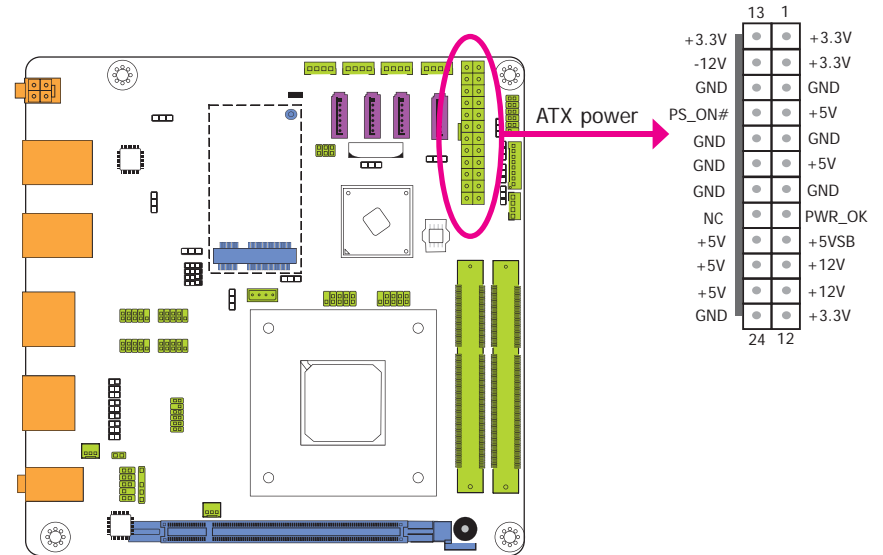 13 1
+3.3V +3.3V
-12V +3.3V
GND GND
PS_ON# +5V
GND GND
GND +5V
GND GND
NC PWR_OK
+5V +5VSB
+5V +12V
+5V +12V
GND +3.3V
24 12
ATX power